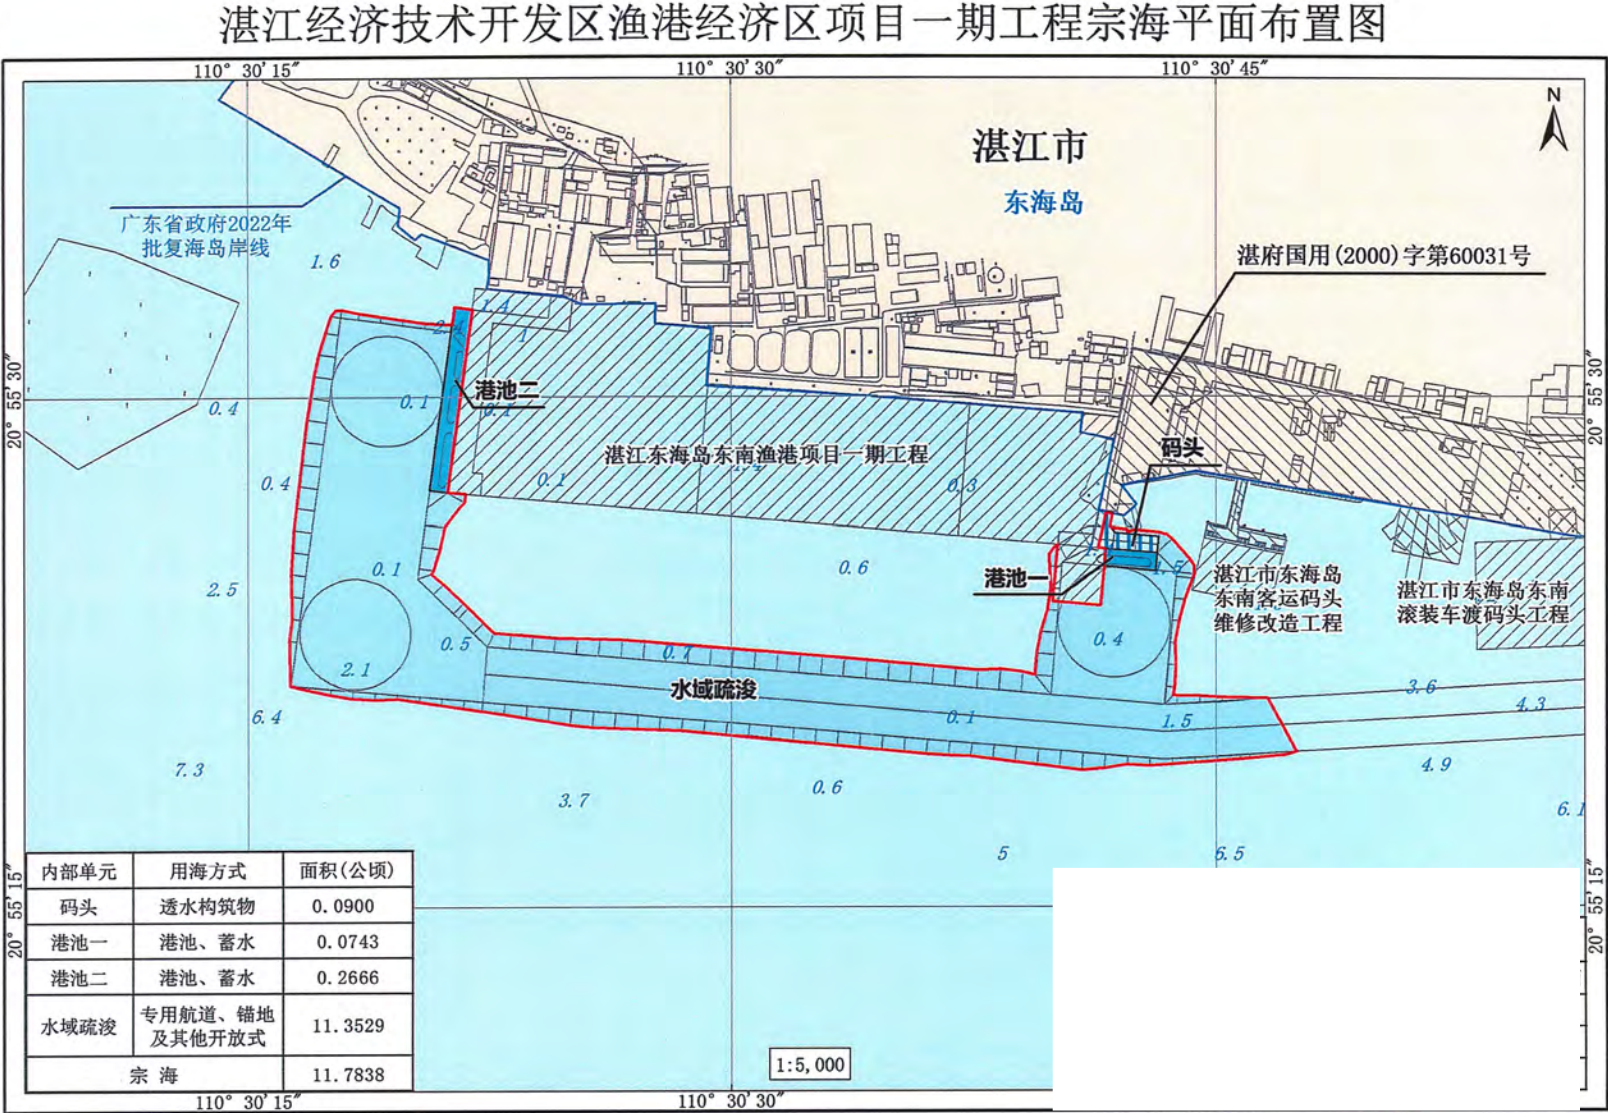 湛江经济技术开发区渔港经济区项目一期工程宗海平面布置图
110° 30′15″
110° 30′30″
110° 30′45″
N
湛江市
东海岛
广东省政府2022年
批复海岛岸线
湛府国用(2000)字第60031号
1.6
1.4
2.4
1
20° 55′30″
20° 55′30″
港池二
0.4
0.1
0.1
码头
湛江东海岛东南渔港项目一期工程
0.4
0.1
0.3
港池一
0.6
1.5
2.5
0.1
湛江市东海岛
东南客运码头
维修改造工程
湛江市东海岛东南
滚装车渡码头工程
0.5
0.7
0.4
2.1
水域疏浚
3.6
4.3
6.4
0.1
1.5
7.3
4.9
3.7
0.6
6.1
5
6.5
20° 55′15″
20° 55′15″
内部单元 用海方式 面积(公顷)
码头 透水构筑物 0.0900
港池一 港池、蓄水 0.0743
港池二 港池、蓄水 0.2666
水域疏浚 专用航道、锚地
及其他开放式 11.3529
宗 海 11.7838
1:5,000
110° 30′15″
110° 30′30″